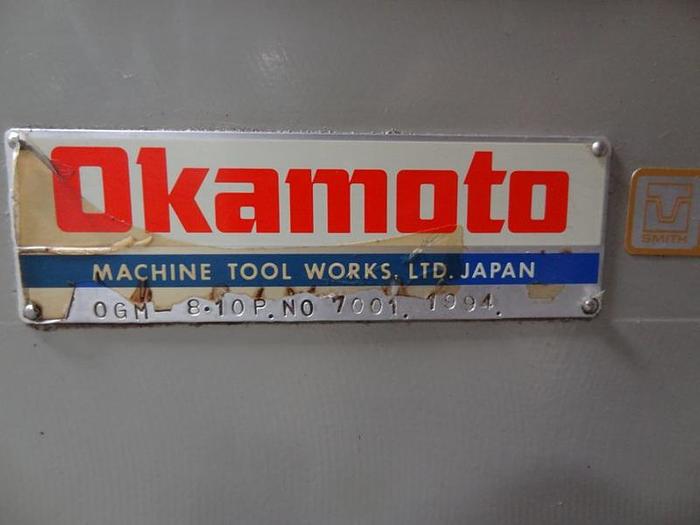 Okamoto
MACHINE TOOL WORKS. LTD. JAPAN
OGM-8·10P. NO 7001. 1994.
SMITH